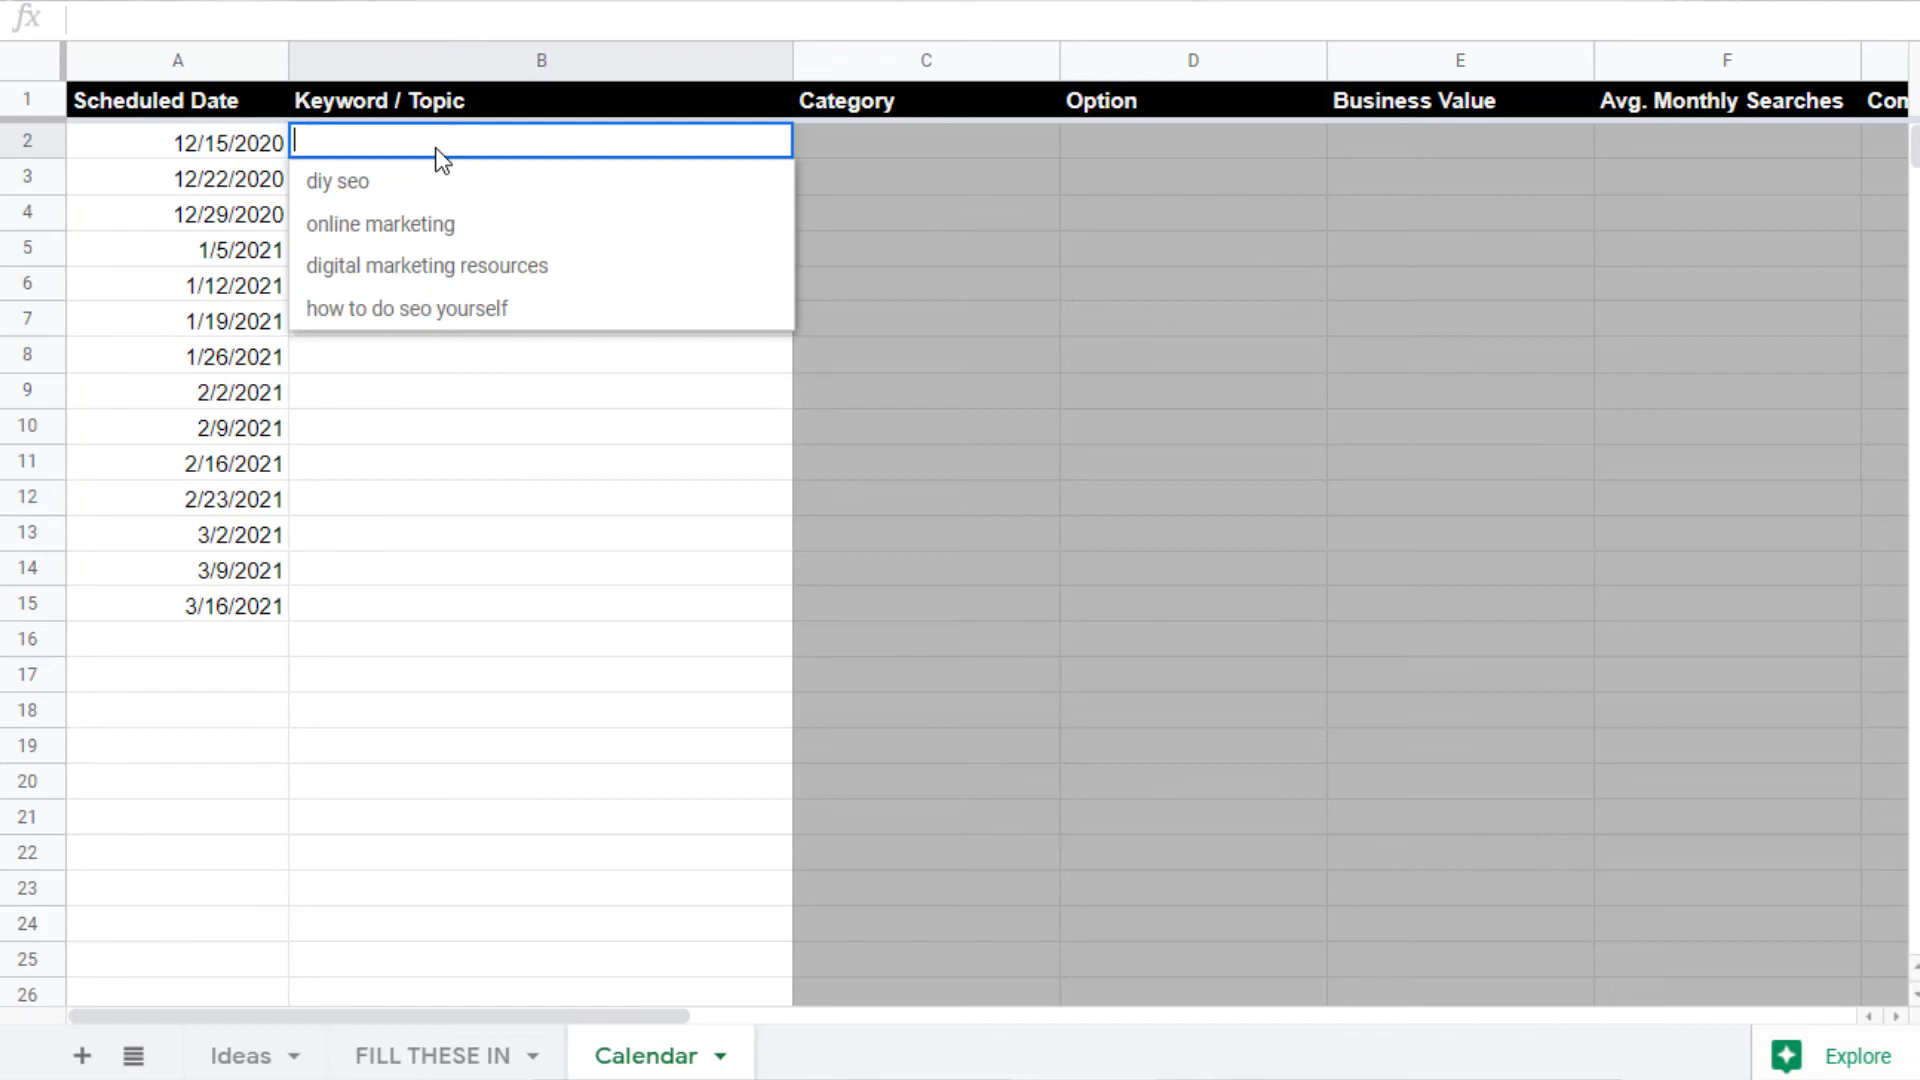 fx
A B C D E F
1 Scheduled Date Keyword / Topic Category Option Business Value Avg. Monthly Searches Con
2 12/15/2020
3 12/22/2020 diy seo
4 12/29/2020 online marketing
5 1/5/2021 digital marketing resources
6 1/12/2021 how to do seo yourself
7 1/19/2021
8 1/26/2021
9 2/2/2021
10 2/9/2021
11 2/16/2021
12 2/23/2021
13 3/2/2021
14 3/9/2021
15 3/16/2021
16
17
18
19
20
21
22
23
24
25
26
+ Ideas FILL THESE IN Calendar Explore